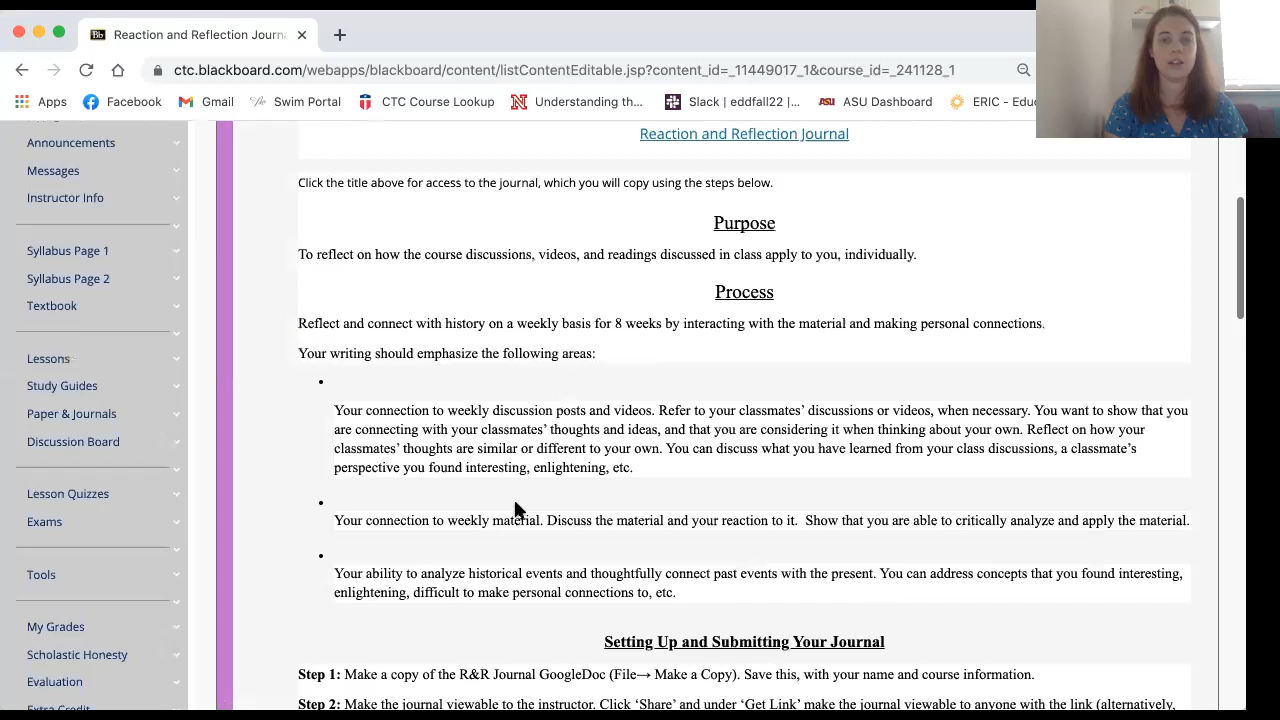 Reaction and Reflection Journa
ctc.blackboard.com/webapps/blackboard/content/listContentEditable.jsp?content_id=_11449017_1&course_id=_241128_1
Apps Facebook Gmail Swim Portal CTC Course Lookup Understanding th... Slack | eddfall22 |... ASU Dashboard ERIC - Edu
Reaction and Reflection Journal
Announcements
Messages
Instructor Info
Syllabus Page 1
Syllabus Page 2
Textbook
Lessons
Study Guides
Paper & Journals
Discussion Board
Lesson Quizzes
Exams
Tools
My Grades
Scholastic Honesty
Evaluation
Extra Credit
Click the title above for access to the journal, which you will copy using the steps below.
Purpose
To reflect on how the course discussions, videos, and readings discussed in class apply to you, individually.
Process
Reflect and connect with history on a weekly basis for 8 weeks by interacting with the material and making personal connections.
Your writing should emphasize the following areas:
Your connection to weekly discussion posts and videos. Refer to your classmates' discussions or videos, when necessary. You want to show that you
are connecting with your classmates' thoughts and ideas, and that you are considering it when thinking about your own. Reflect on how your
classmates' thoughts are similar or different to your own. You can discuss what you have learned from your class discussions, a classmate's
perspective you found interesting, enlightening, etc.
Your connection to weekly material. Discuss the material and your reaction to it. Show that you are able to critically analyze and apply the material.
Your ability to analyze historical events and thoughtfully connect past events with the present. You can address concepts that you found interesting,
enlightening, difficult to make personal connections to, etc.
Setting Up and Submitting Your Journal
Step 1: Make a copy of the R&R Journal GoogleDoc (File→ Make a Copy). Save this, with your name and course information.
Step 2: Make the journal viewable to the instructor. Click 'Share' and under 'Get Link' make the journal viewable to anyone with the link (alternatively,